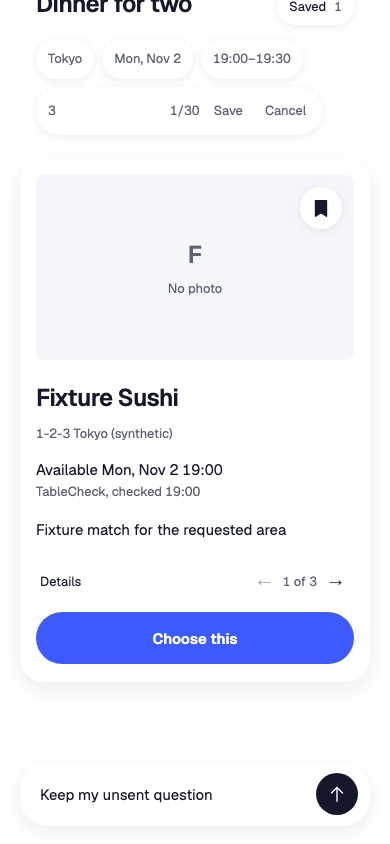 Dinner for two
Saved 1
Tokyo
Mon, Nov 2
19:00–19:30
3
1/30
Save
Cancel
F
No photo
Fixture Sushi
1-2-3 Tokyo (synthetic)
Available Mon, Nov 2 19:00
TableCheck, checked 19:00
Fixture match for the requested area
Details
← 1 of 3 →
Choose this
Keep my unsent question